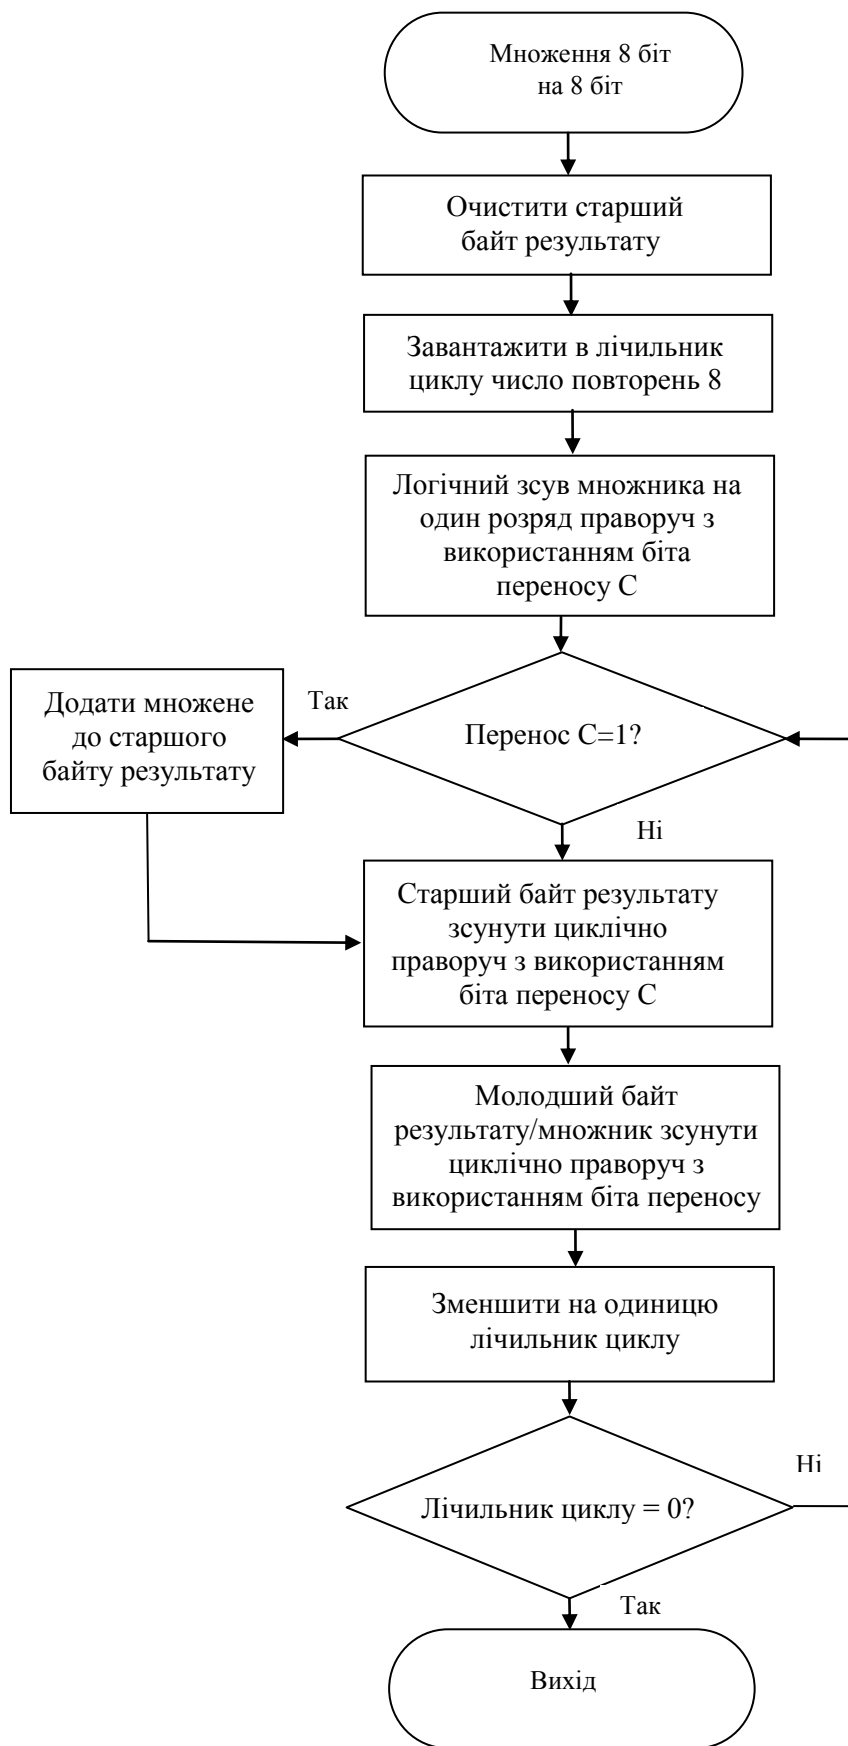 Множення 8 біт
на 8 біт
Очистити старший
байт результату
Завантажити в лічильник
циклу число повторень 8
Логічний зсув множника на
один розряд праворуч з
використанням біта
переносу С
Додати множене
до старшого
байту результату
Так
Перенос С=1?
Ні
Старший байт результату
зсунути циклічно
праворуч з використанням
біта переносу С
Молодший байт
результату/множник зсунути
циклічно праворуч з
використанням біта переносу
Зменшити на одиницю
лічильник циклу
Ні
Лічильник циклу = 0?
Так
Вихід